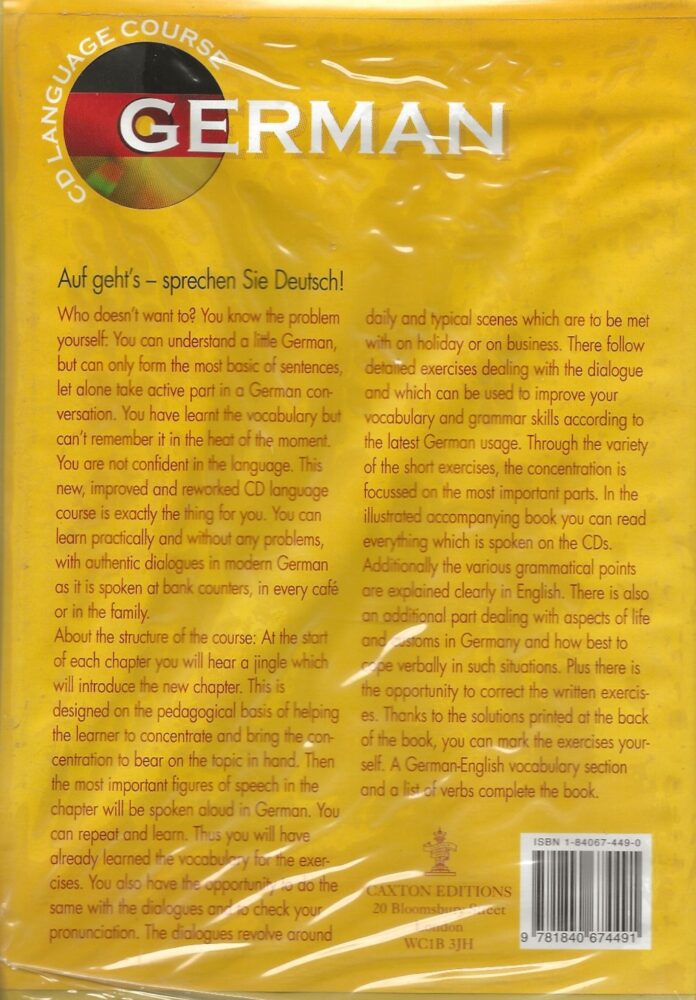 CD LANGUAGE COURSE
GERMAN
Auf geht's – sprechen Sie Deutsch!
Who doesn't want to? You know the problem
yourself: You can understand a little German,
but can only form the most basic of sentences,
let alone take active part in a German con-
versation. You have learnt the vocabulary but
can't remember it in the heat of the moment.
You are not confident in the language. This
new, improved and reworked CD language
course is exactly the thing for you. You can
learn practically and without any problems,
with authentic dialogues in modern German
as it is spoken at bank counters, in every café
or in the family.
About the structure of the course: At the start
of each chapter you will hear a jingle which
will introduce the new chapter. This is
designed on the pedagogical basis of helping
the learner to concentrate and bring the con-
centration to bear on the topic in hand. Then
the most important figures of speech in the
chapter will be spoken aloud in German. You
can repeat and learn. Thus you will have
already learned the vocabulary for the exer-
cises. You also have the opportunity to do the
same with the dialogues and to check your
pronunciation. The dialogues revolve around
daily and typical scenes which are to be met
with on holiday or on business. There follow
detailed exercises dealing with the dialogue
and which can be used to improve your
vocabulary and grammar skills according to
the latest German usage. Through the variety
of the short exercises, the concentration is
focussed on the most important parts. In the
illustrated accompanying book you can read
everything which is spoken on the CDs.
Additionally the various grammatical points
are explained clearly in English. There is also
an additional part dealing with aspects of life
and customs in Germany and how best to
cope verbally in such situations. Plus there is
the opportunity to correct the written exercis-
es. Thanks to the solutions printed at the back
of the book, you can mark the exercises your-
self. A German-English vocabulary section
and a list of verbs complete the book.
CAXTON EDITIONS
20 Bloomsbury Street
London
WC1B 3JH
ISBN 1-84067-449-0
9 781840 674491